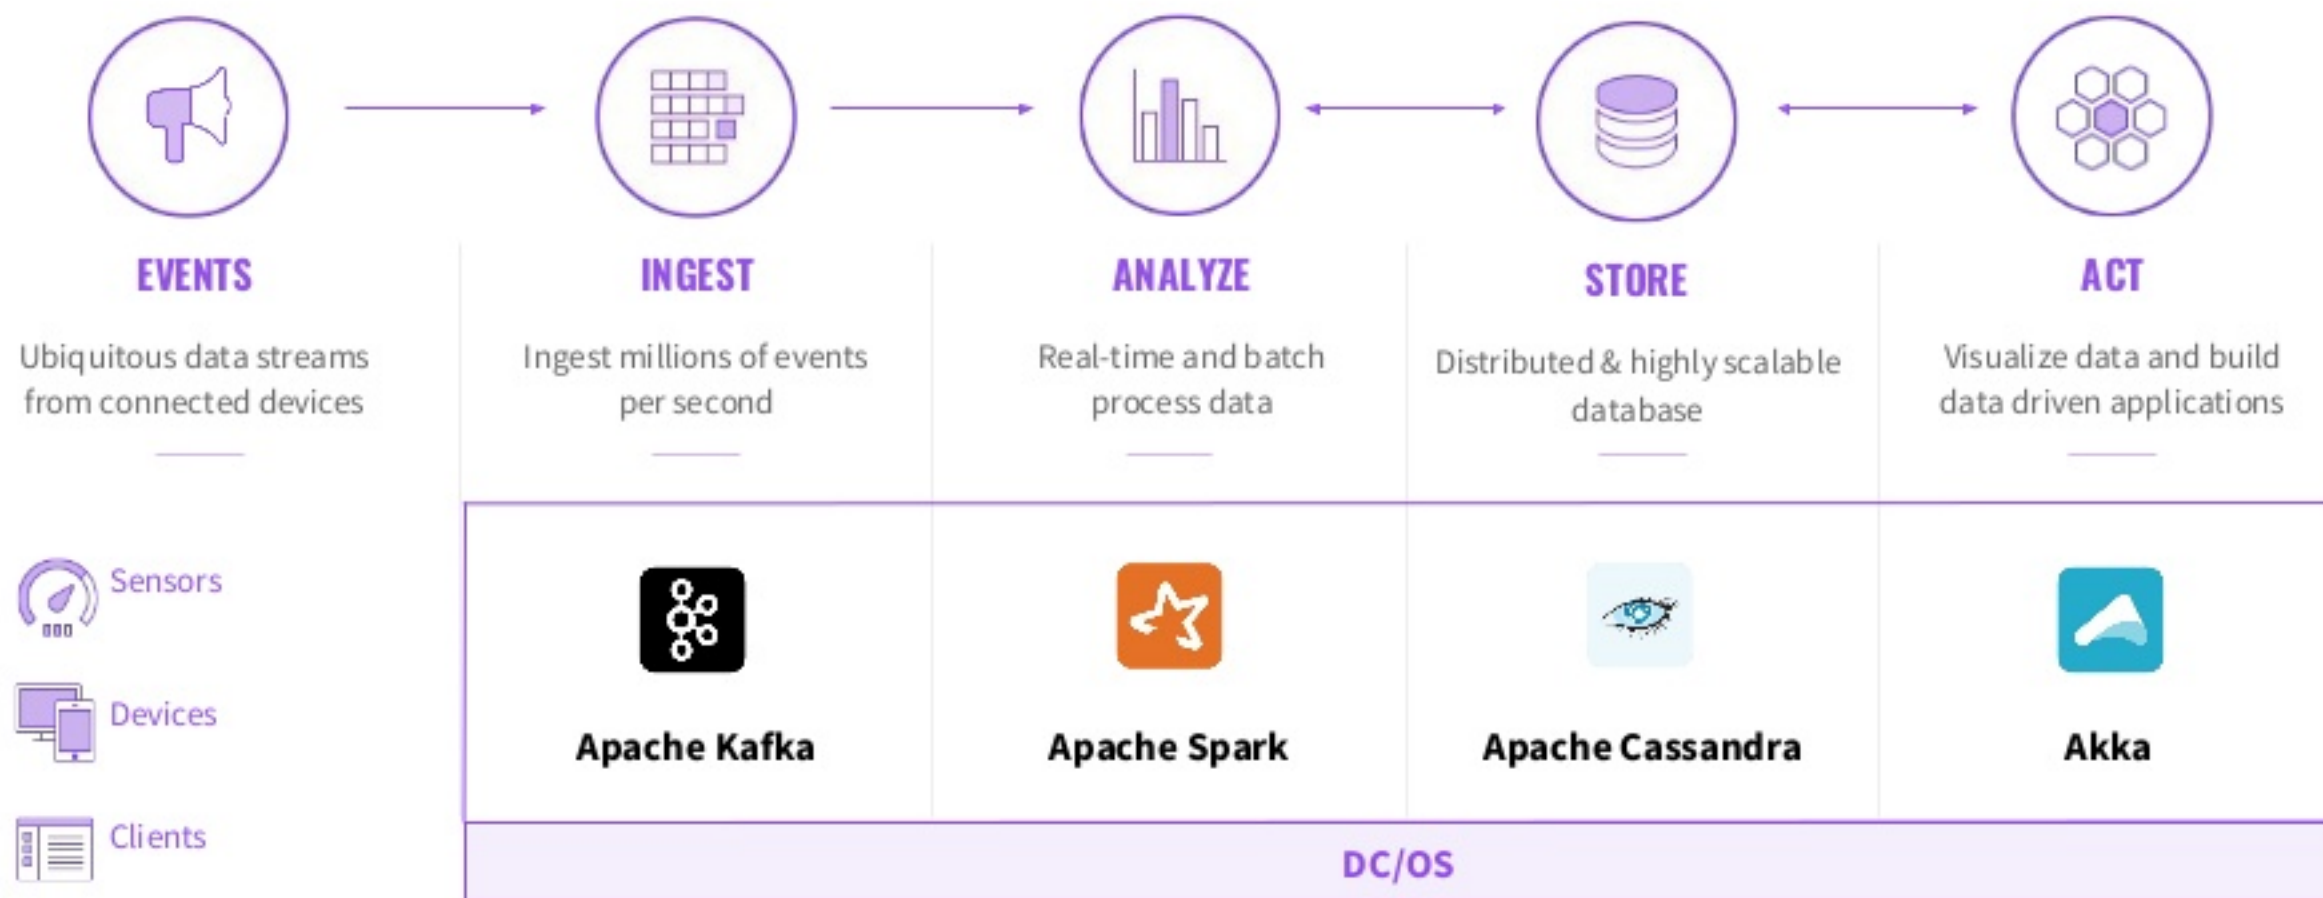 EVENTS
Ubiquitous data streams
from connected devices
INGEST
Ingest millions of events
per second
ANALYZE
Real-time and batch
process data
STORE
Distributed & highly scalable
database
ACT
Visualize data and build
data driven applications
Sensors
Devices
Clients
Apache Kafka
Apache Spark
Apache Cassandra
Akka
DC/OS